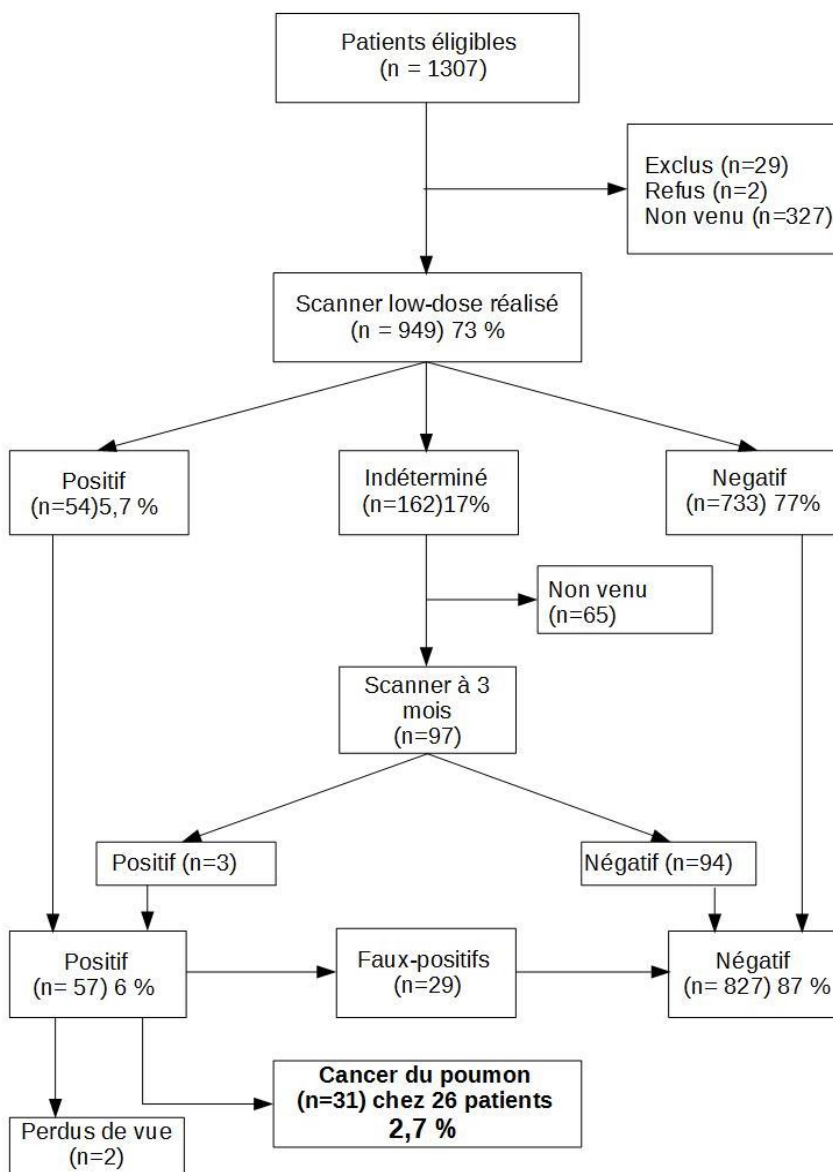 Patients éligibles
(n = 1307)
Exclus (n=29)
Refus (n=2)
Non venu (n=327)
Scanner low-dose réalisé
(n = 949) 73 %
Positif
(n=54)5,7 %
Indéterminé
(n=162)17%
Negatif
(n=733) 77%
Non venu
(n=65)
Scanner à 3
mois
(n=97)
Positif (n=3)
Négatif (n=94)
Positif
(n= 57) 6 %
Faux-positifs
(n=29)
Négatif
(n= 827) 87 %
Cancer du poumon
(n=31) chez 26 patients
2,7 %
Perdus de vue
(n=2)